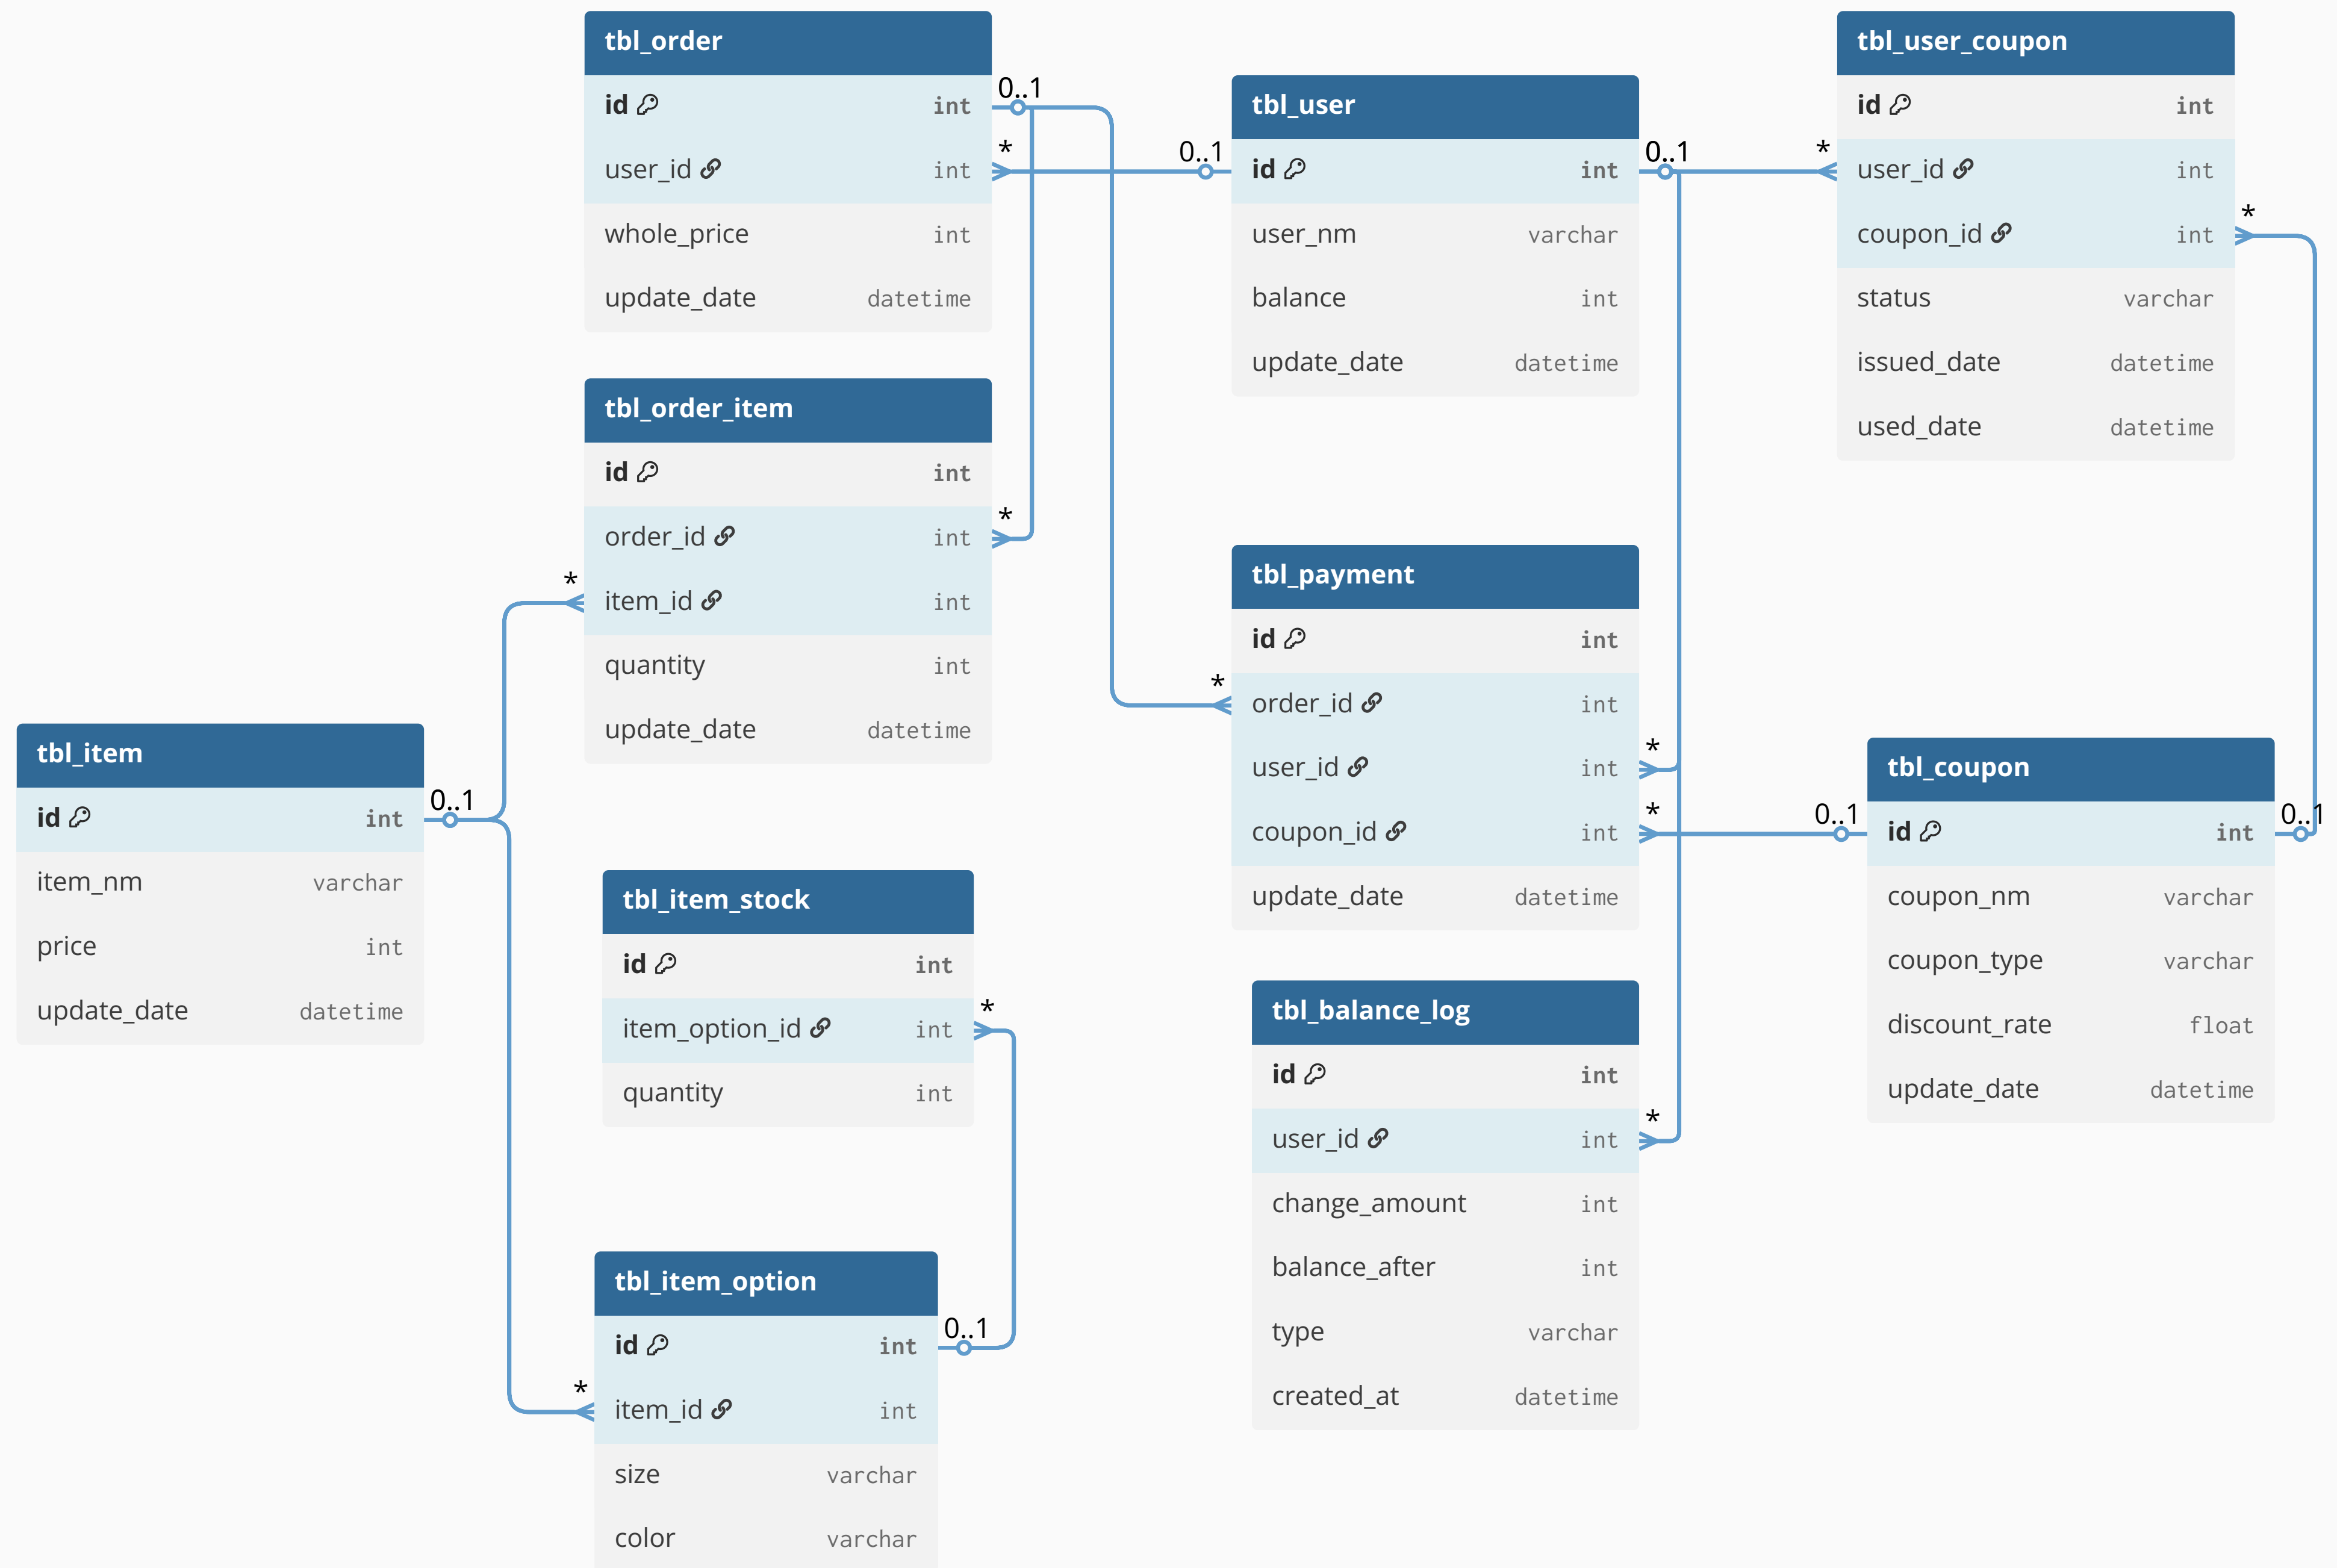 tbl_order
id int
user_id int
whole_price int
update_date datetime
0..1
*
0..1
tbl_user
id int
user_nm varchar
balance int
update_date datetime
0..1
*
tbl_user_coupon
id int
user_id int
coupon_id int
status varchar
issued_date datetime
used_date datetime
*
tbl_order_item
id int
order_id int
item_id int
quantity int
update_date datetime
*
*
tbl_payment
id int
order_id int
user_id int
coupon_id int
update_date datetime
*
*
*
0..1
tbl_coupon
id int
coupon_nm varchar
coupon_type varchar
discount_rate float
update_date datetime
0..1
tbl_item
id int
item_nm varchar
price int
update_date datetime
0..1
tbl_item_stock
id int
item_option_id int
quantity int
*
tbl_balance_log
id int
user_id int
change_amount int
balance_after int
type varchar
created_at datetime
*
tbl_item_option
id int
item_id int
size varchar
color varchar
0..1
*